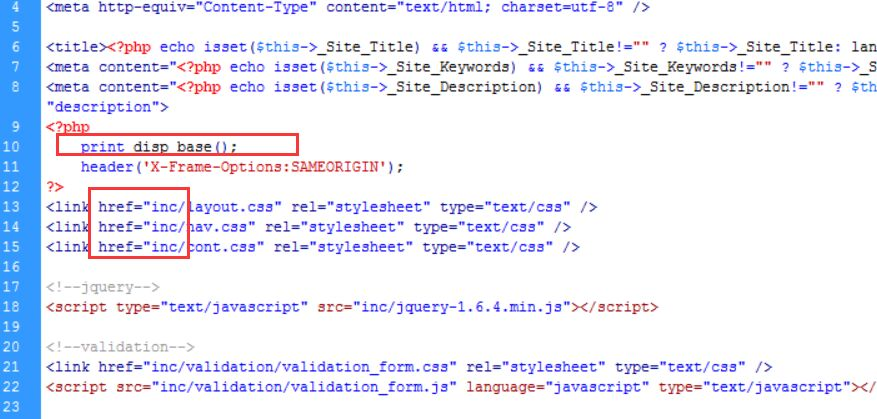 4 <meta http-equiv="Content-Type" content="text/html; charset=utf-8" />
5
6 <title><?php echo isset($this->_Site_Title) && $this->_Site_Title!="" ? $this->_Site_Title: lan
7 <meta content="<?php echo isset($this->_Site_Keywords) && $this->_Site_Keywords!="" ? $this->_S
8 <meta content="<?php echo isset($this->_Site_Description) && $this->_Site_Description!="" ? $th
"description">
9 <?php
10 print disp_base();
11 header('X-Frame-Options:SAMEORIGIN');
12 ?>
13 <link href="inc/layout.css" rel="stylesheet" type="text/css" />
14 <link href="inc/nav.css" rel="stylesheet" type="text/css" />
15 <link href="inc/cont.css" rel="stylesheet" type="text/css" />
16
17 <!--jquery-->
18 <script type="text/javascript" src="inc/jquery-1.6.4.min.js"></script>
19
20 <!--validation-->
21 <link href="inc/validation/validation_form.css" rel="stylesheet" type="text/css" />
22 <script src="inc/validation/validation_form.js" language="javascript" type="text/javascript"></
23